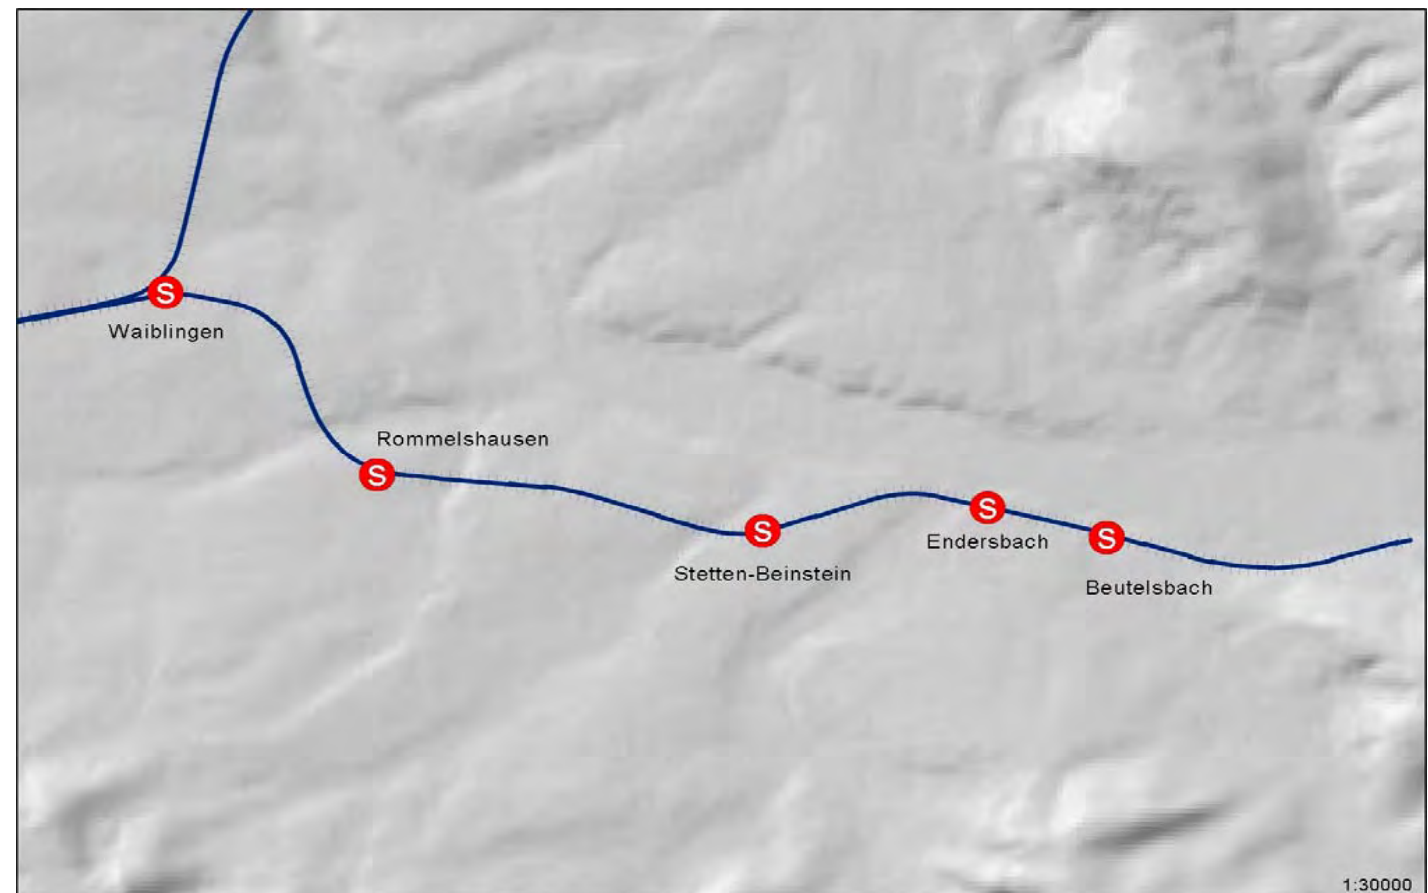 S
Waiblingen
Rommelshausen
S
S
Stetten-Beinstein
S
Endersbach
S
Beutelsbach
1:30000